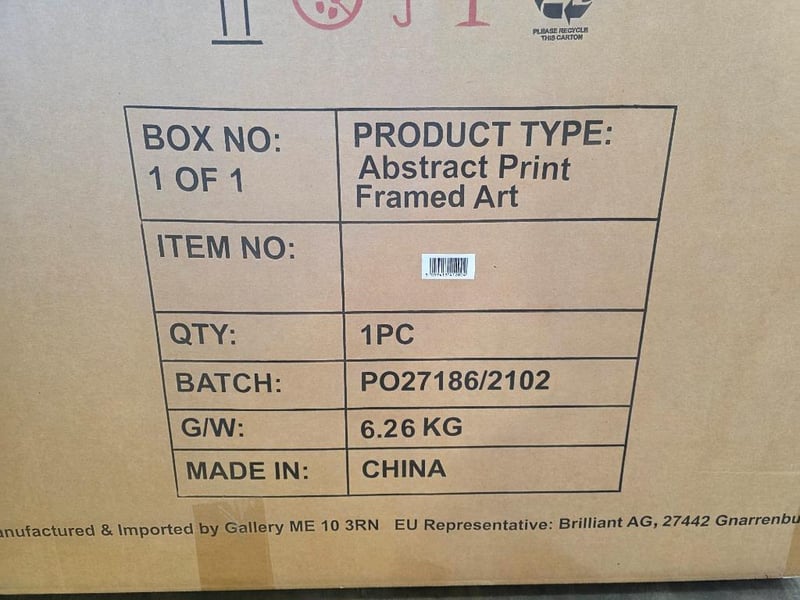 PLEASE RECYCLE
THIS CARTON
BOX NO:
1 OF 1
PRODUCT TYPE:
Abstract Print
Framed Art
ITEM NO:
QTY:
1PC
BATCH:
PO27186/2102
G/W:
6.26 KG
MADE IN:
CHINA
anufactured & Imported by Gallery ME 10 3RN EU Representative: Brilliant AG, 27442 Gnarrenbu